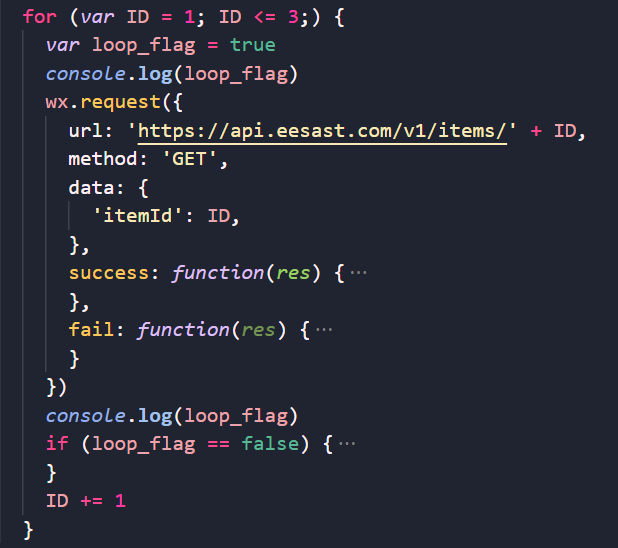 for (var ID = 1; ID <= 3;) {
  var loop_flag = true
  console.log(loop_flag)
  wx.request({
    url: 'https://api.eesast.com/v1/items/' + ID,
    method: 'GET',
    data: {
      'itemId': ID,
    },
    success: function(res) {···
    },
    fail: function(res) {···
    }
  })
  console.log(loop_flag)
  if (loop_flag == false) {···
  }
  ID += 1
}